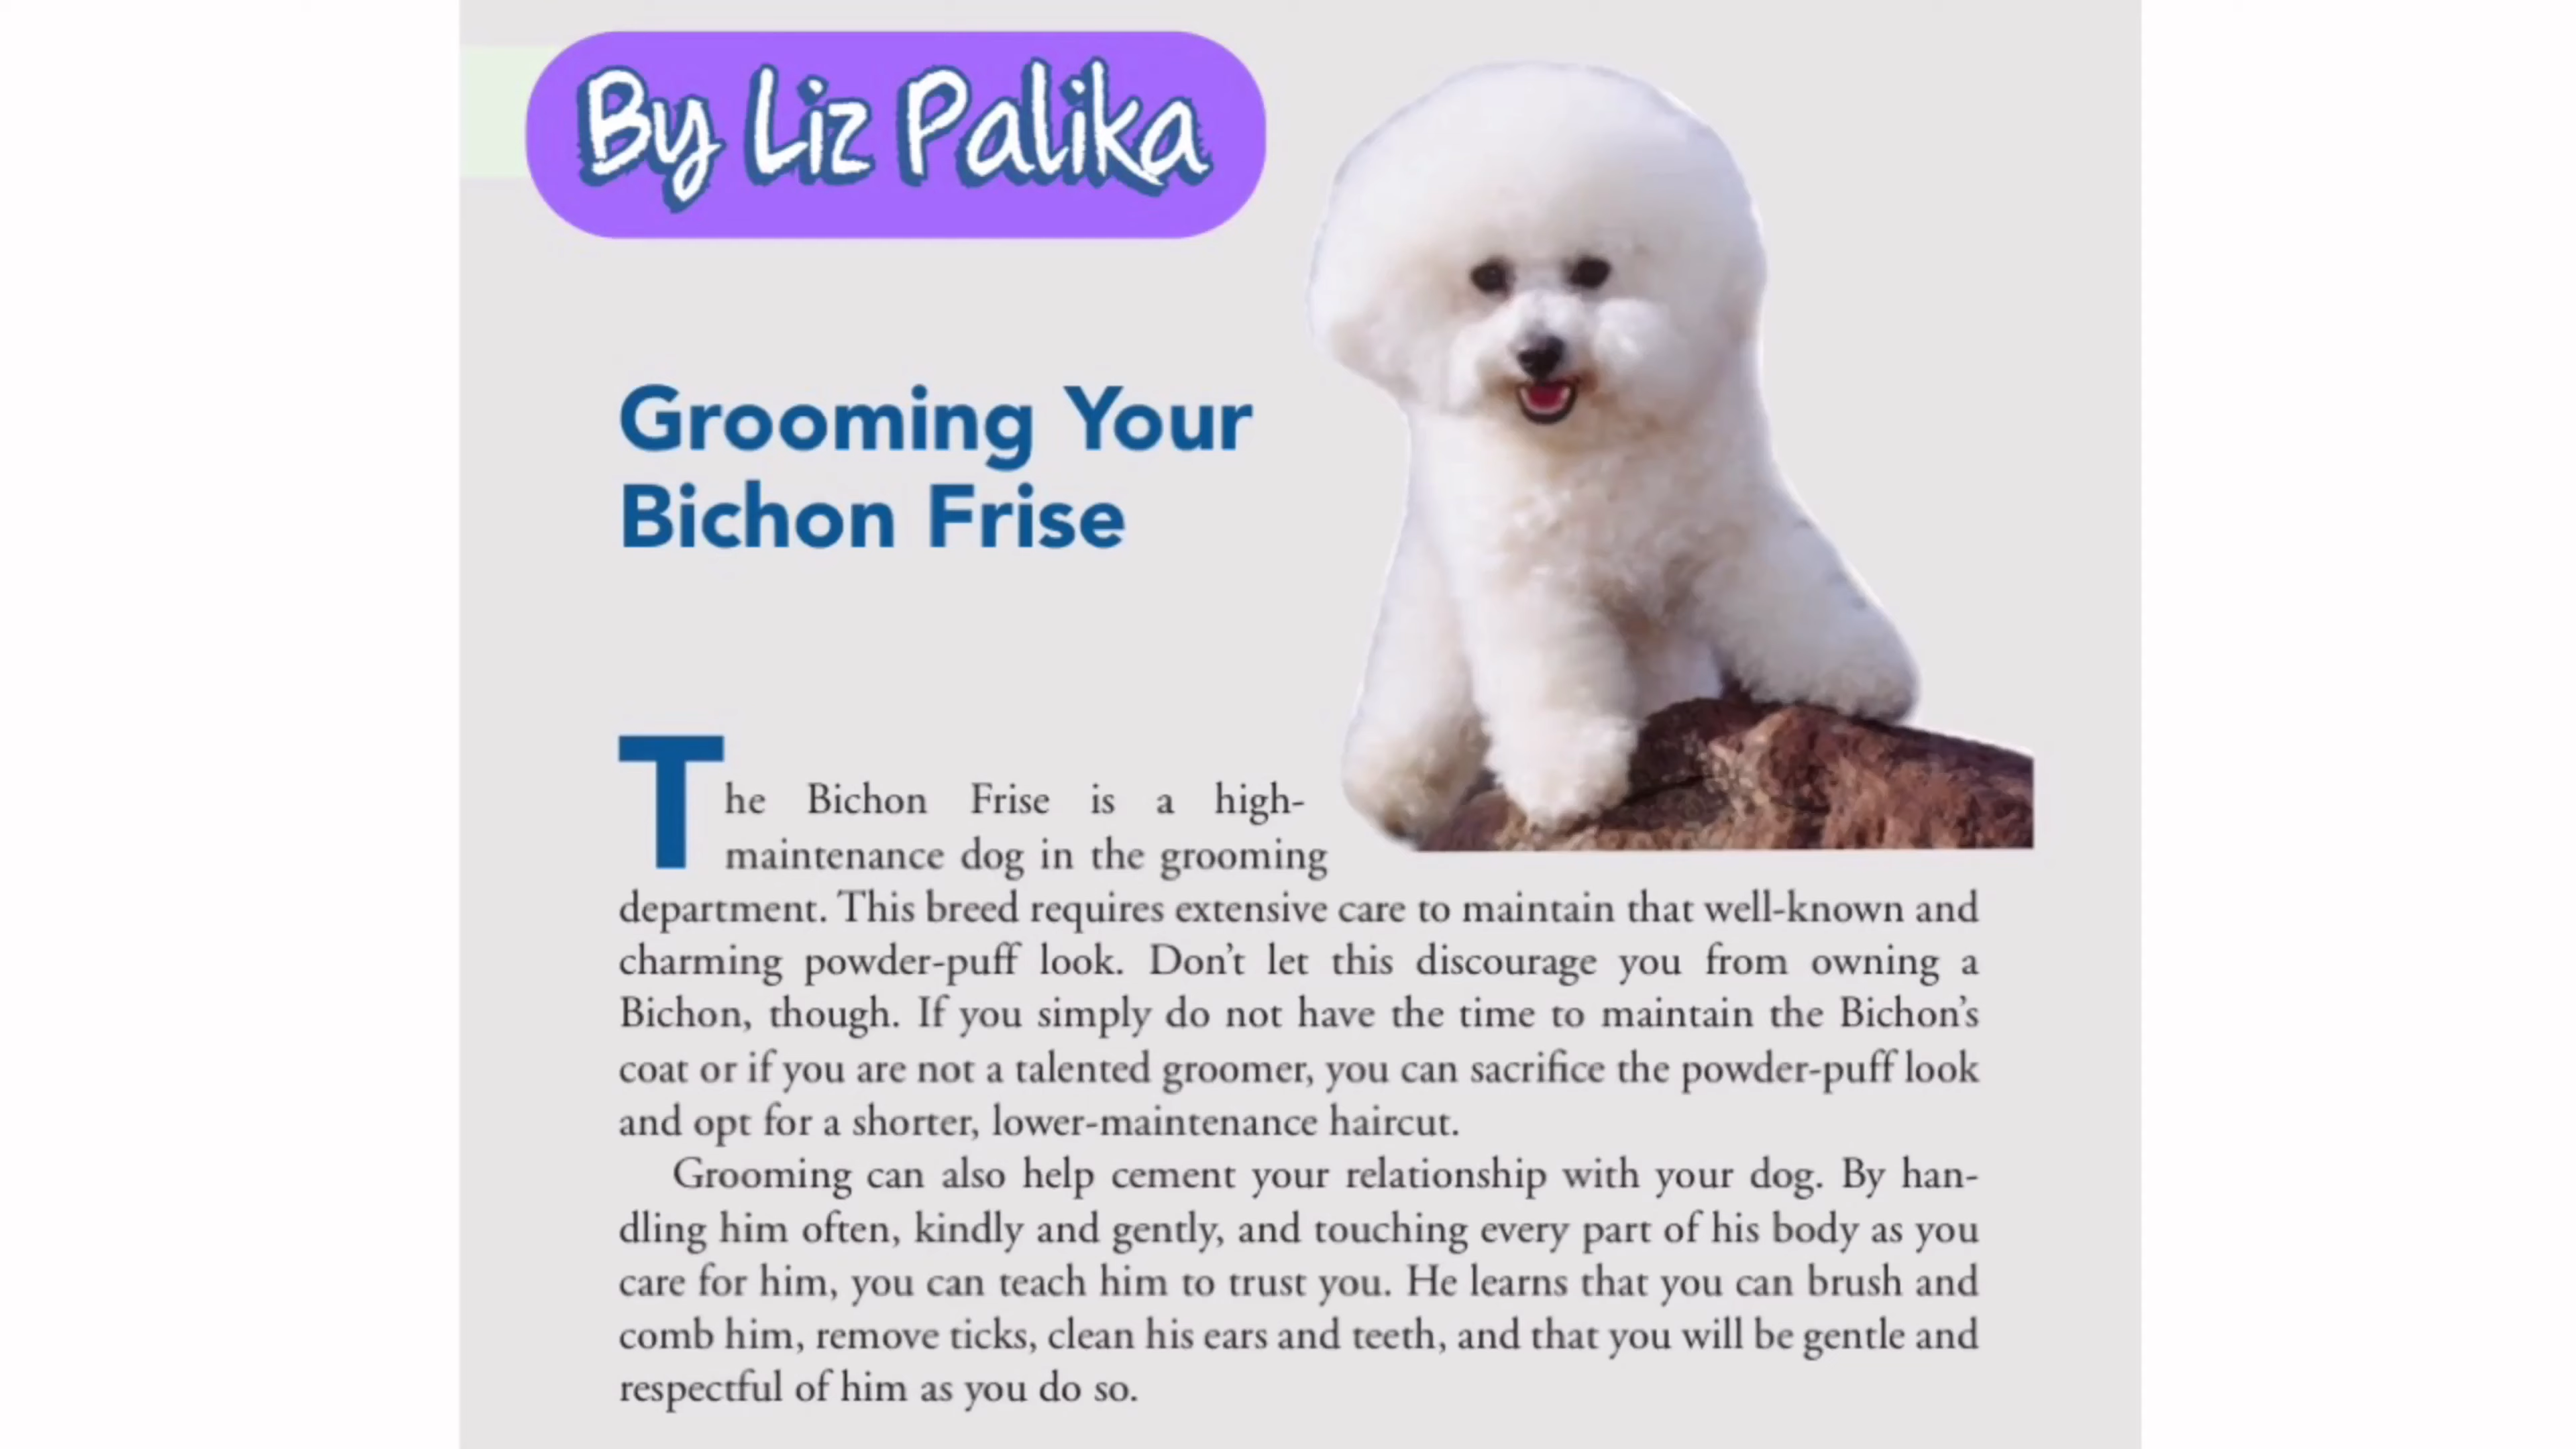 By Liz Palika
Grooming Your
Bichon Frise
The Bichon Frise is a high-
maintenance dog in the grooming
department. This breed requires extensive care to maintain that well-known and
charming powder-puff look. Don’t let this discourage you from owning a
Bichon, though. If you simply do not have the time to maintain the Bichon’s
coat or if you are not a talented groomer, you can sacrifice the powder-puff look
and opt for a shorter, lower-maintenance haircut.
Grooming can also help cement your relationship with your dog. By han-
dling him often, kindly and gently, and touching every part of his body as you
care for him, you can teach him to trust you. He learns that you can brush and
comb him, remove ticks, clean his ears and teeth, and that you will be gentle and
respectful of him as you do so.